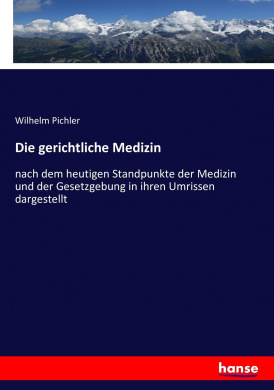 Wilhelm Pichler
Die gerichtliche Medizin
nach dem heutigen Standpunkte der Medizin
und der Gesetzgebung in ihren Umrissen
dargestellt
hanse